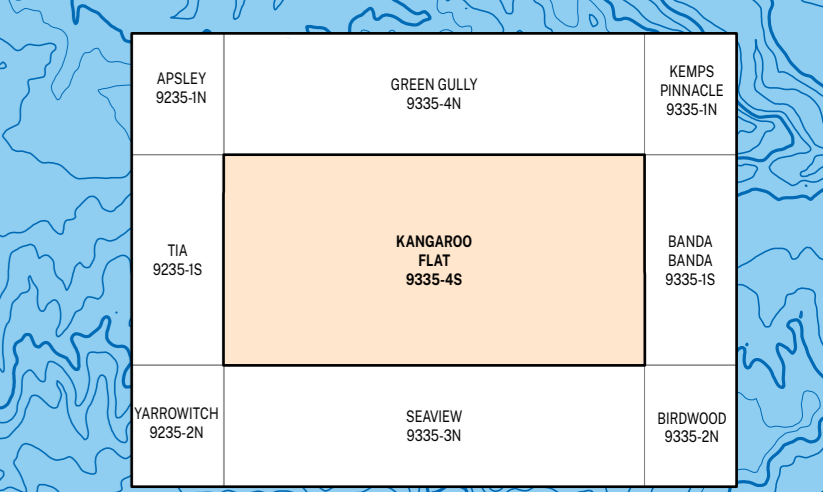 APSLEY
9235-1N
GREEN GULLY
9335-4N
KEMPS
PINNACLE
9335-1N
TIA
9235-1S
KANGAROO
FLAT
9335-4S
BANDA
BANDA
9335-1S
YARROWITCH
9235-2N
SEAVIEW
9335-3N
BIRDWOOD
9335-2N